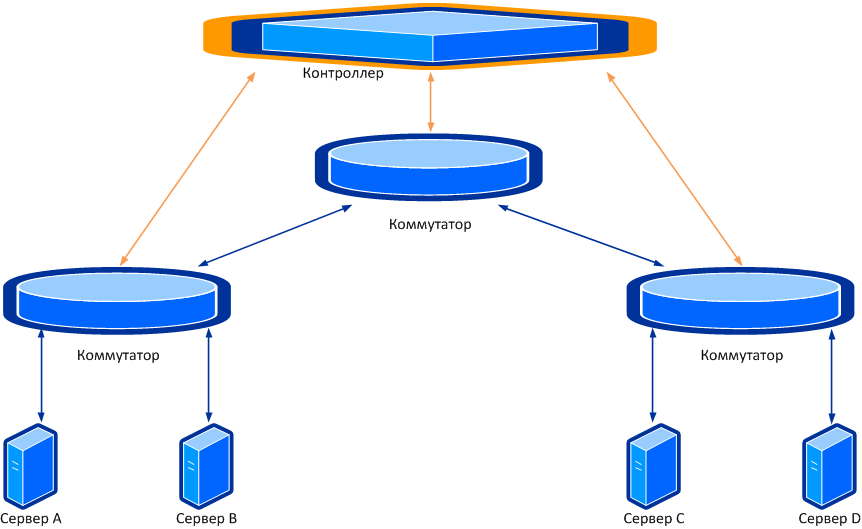 Контроллер
Коммутатор
Коммутатор
Коммутатор
Сервер A
Сервер B
Сервер C
Сервер D